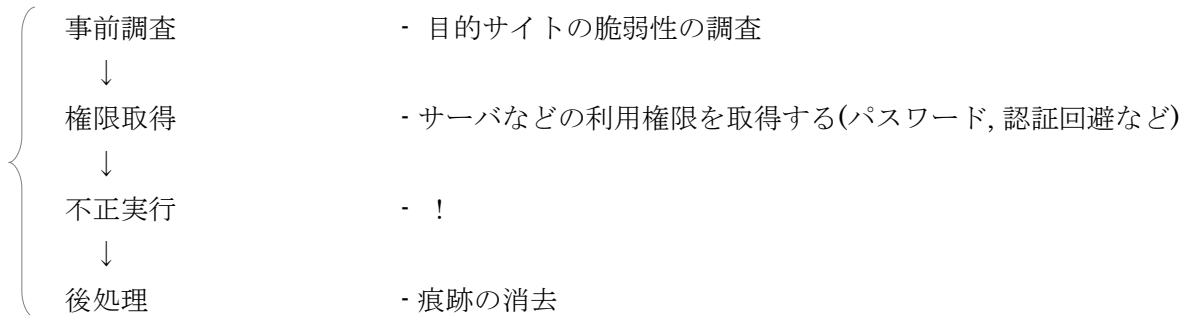 事前調査 - 目的サイトの脆弱性の調査
↓
権限取得 - サーバなどの利用権限を取得する(パスワード, 認証回避など)
↓
不正実行 - !
↓
後処理 - 痕跡の消去